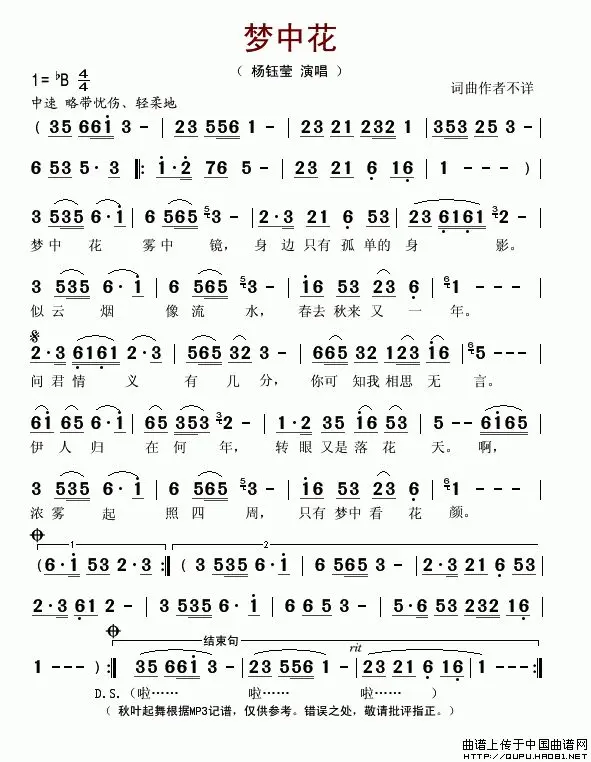 梦中花
（ 杨钰莹 演唱 ）
1= ♭B 4/4
中速 略带忧伤、轻柔地
词曲作者不详
( 35 661 3 - | 23 556 1 - | 23 21 232 1 | 353 25 3 |
6 53 5 · 3 |: 1 · 2 76 5 - | 23 21 6 16 | 1 - - - ) |
3 535 6 · 1 | 6 565 5 3 - | 2 · 3 21 6 53 | 23 6161 3 2 - |
梦 中 花 雾 中 镜， 身 边 只有 孤 单的 身 影。
3 535 6 · 1 | 6 565 5 3 - | 16 53 23 6 | 6 1 - - - |
似 云 烟 像 流 水， 春去 秋来 又 一 年。
2 · 3 6161 2 · 3 | 565 32 3 - | 665 32 123 16 | 6 5 - - - |
问 君 情 义 有 几 分， 你可 知我 相思 无 言。
61 65 6 · 1 | 65 353 3 2 - | 1 · 2 35 16 53 | 5 - - 6165 |
伊 人 归 在 何 年， 转 眼 又是 落 花 天。 啊，
3 535 6 · 1 | 6 565 5 3 - | 16 53 23 6 | 6 1 - - - |
浓 雾 起 照 四 周， 只有 梦中 看 花 颜。
1 2
( 6 · 1 53 2 · 3 :| ( 3 535 6 · 1 | 6 565 3 - | 2 · 3 21 6 53 |
2 · 3 61 2 - | 3 535 6 · 1 | 6 6 5 3 - | 5 · 6 53 232 16 |
结束句 rit
1 - - - ) :| 35 661 3 - | 23 556 1 - | 23 21 6 16 | 1 - - - :|
D.S. （ 啦…… 啦…… 啦…… ）
（ 秋叶起舞根据MP3记谱，仅供参考。错误之处，敬请批评指正。）
曲谱上传于中国曲谱网
HTTP://QUPU.HAO81.NET